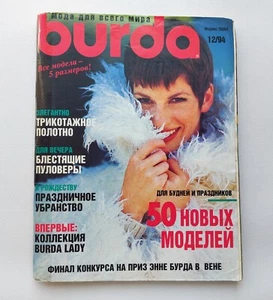 Мода для всего мира
burda
12/94
Все модели –
5 размеров!
ЭЛЕГАНТНО
ТРИКОТАЖНОЕ
ПОЛОТНО
ДЛЯ ВЕЧЕРА
БЛЕСТЯЩИЕ
ПУЛОВЕРЫ
К РОЖДЕСТВУ
ПРАЗДНИЧНОЕ
УБРАНСТВО
ВПЕРВЫЕ:
КОЛЛЕКЦИЯ
BURDA LADY
ДЛЯ БУДНЕЙ И ПРАЗДНИКОВ
50 НОВЫХ
МОДЕЛЕЙ
ФИНАЛ КОНКУРСА НА ПРИЗ ЭННЕ БУРДА В ВЕНЕ